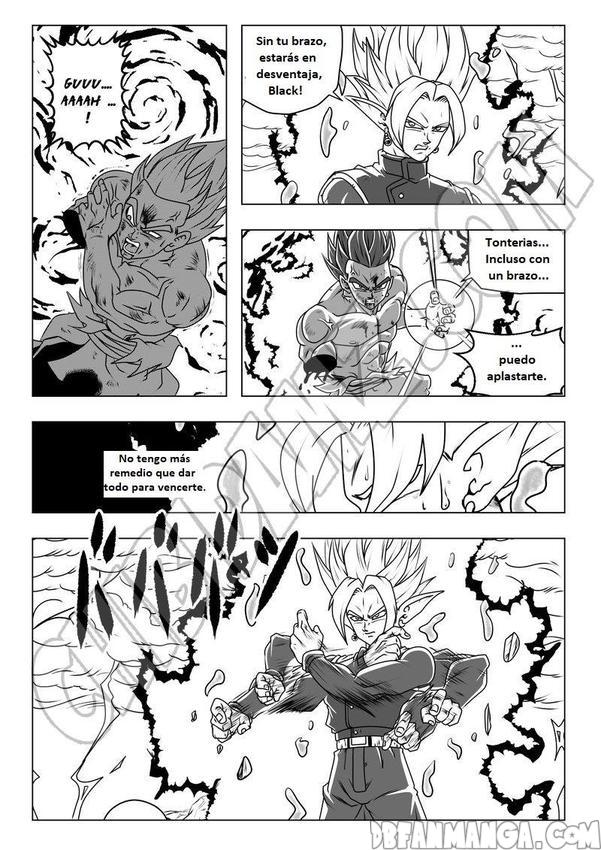 GUUU....
AAAAH ...
!
Sin tu brazo,
estarás en
desventaja,
Black!
Tonterias...
Incluso con
un brazo...
...
puedo
aplastarte.
No tengo más
remedio que dar
todo para vencerte.
DBFANMANGA.COM